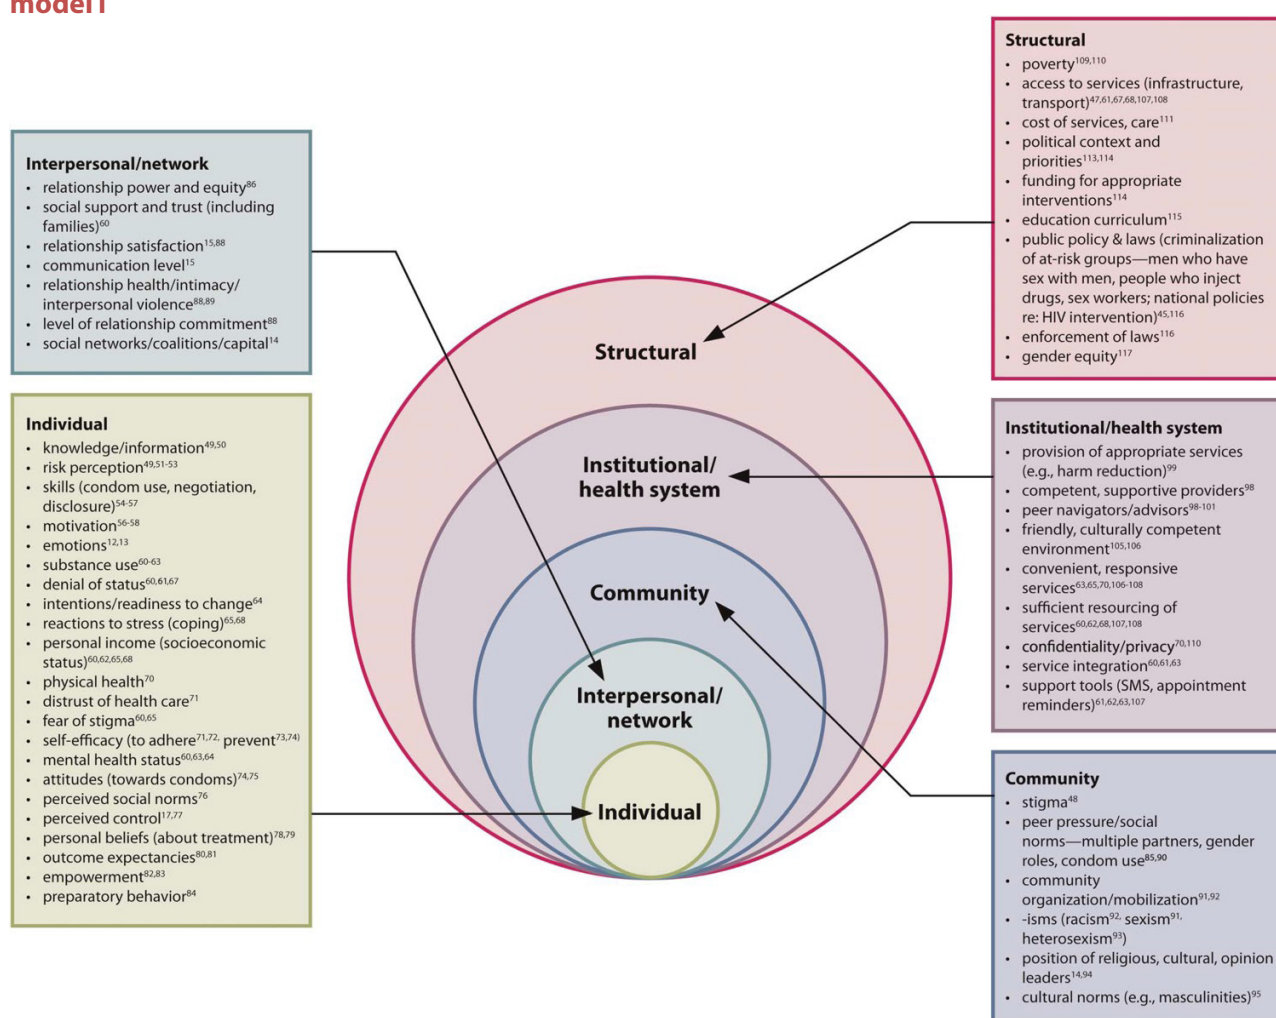 model1
Interpersonal/network
• relationship power and equity86
• social support and trust (including
families)60
• relationship satisfaction15,88
• communication level15
• relationship health/intimacy/
interpersonal violence88,89
• level of relationship commitment88
• social networks/coalitions/capital14
Individual
• knowledge/information49,50
• risk perception49,51-53
• skills (condom use, negotiation,
disclosure)54-57
• motivation56-58
• emotions12,13
• substance use60-63
• denial of status60,61,67
• intentions/readiness to change64
• reactions to stress (coping)65,68
• personal income (socioeconomic
status)60,62,65,68
• physical health70
• distrust of health care71
• fear of stigma60,65
• self-efficacy (to adhere71,72, prevent73,74)
• mental health status60,63,64
• attitudes (towards condoms)74,75
• perceived social norms76
• perceived control17,77
• personal beliefs (about treatment)78,79
• outcome expectancies80,81
• empowerment82,83
• preparatory behavior84
Structural
Institutional/
health system
Community
Interpersonal/
network
Individual
Structural
• poverty109,110
• access to services (infrastructure,
transport)47,61,67,68,107,108
• cost of services, care111
• political context and
priorities113,114
• funding for appropriate
interventions114
• education curriculum115
• public policy & laws (criminalization
of at-risk groups—men who have
sex with men, people who inject
drugs, sex workers; national policies
re: HIV intervention)45,116
• enforcement of laws116
• gender equity117
Institutional/health system
• provision of appropriate services
(e.g., harm reduction)99
• competent, supportive providers98
• peer navigators/advisors98-101
• friendly, culturally competent
environment105,106
• convenient, responsive
services63,65,70,106-108
• sufficient resourcing of
services60,62,68,107,108
• confidentiality/privacy70,110
• service integration60,61,63
• support tools (SMS, appointment
reminders)61,62,63,107
Community
• stigma48
• peer pressure/social
norms—multiple partners, gender
roles, condom use85,90
• community
organization/mobilization91,92
• -isms (racism92, sexism91,
heterosexism93)
• position of religious, cultural, opinion
leaders14,94
• cultural norms (e.g., masculinities)95